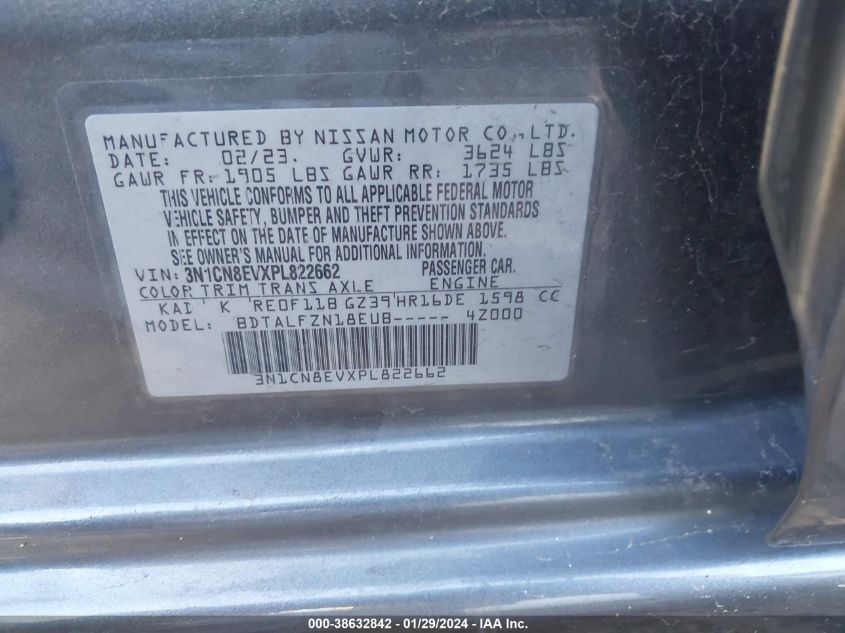 MANUFACTURED BY NISSAN MOTOR CO., LTD.
DATE: 02/23. GVWR: 3624 LBS
GAWR FR: 1905 LBS GAWR RR: 1735 LBS
THIS VEHICLE CONFORMS TO ALL APPLICABLE FEDERAL MOTOR
VEHICLE SAFETY, BUMPER AND THEFT PREVENTION STANDARDS
IN EFFECT ON THE DATE OF MANUFACTURE SHOWN ABOVE.
SEE OWNER'S MANUAL FOR ADDITIONAL INFORMATION.
VIN: 3N1CN8EVXPL822662 PASSENGER CAR.
COLOR TRIM TRANS AXLE ENGINE
KAD K RE0F11B GZ39 HR16DE 1598 CC
MODEL: BDTALFZN18EUB----- 4Z000
3N1CN8EVXPL822662
000-38632842 - 01/29/2024 - IAA Inc.